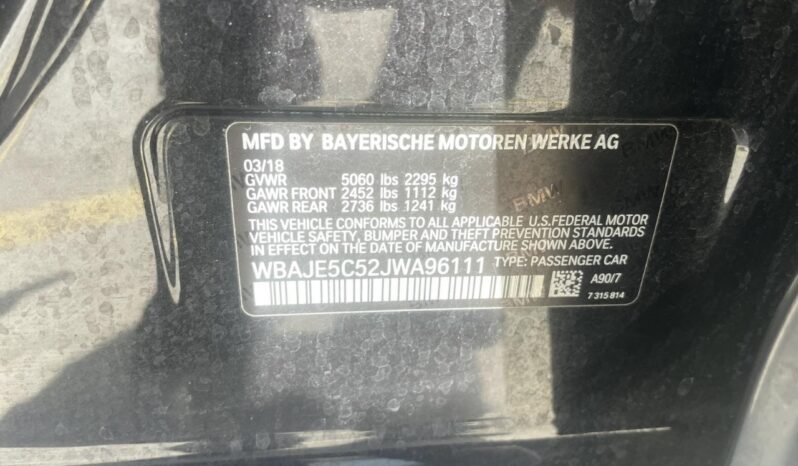 MFD BY BAYERISCHE MOTOREN WERKE AG
03/18
GVWR 5060 lbs 2295 kg
GAWR FRONT 2452 lbs 1112 kg
GAWR REAR 2736 lbs 1241 kg
THIS VEHICLE CONFORMS TO ALL APPLICABLE U.S.FEDERAL MOTOR
VEHICLE SAFETY, BUMPER AND THEFT PREVENTION STANDARDS
IN EFFECT ON THE DATE OF MANUFACTURE SHOWN ABOVE.
WBAJE5C52JWA96111 TYPE: PASSENGER CAR
A90/7
7 315 814
BMW
BMW